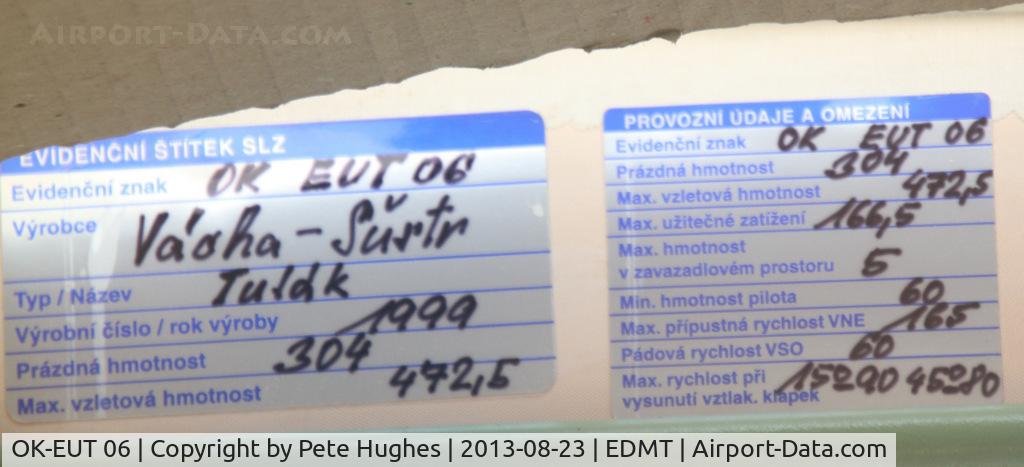 AIRPORT-DATA.COM
EVIDENČNÍ ŠTÍTEK SLZ
Evidenční znak OK EUT 06
Výrobce Vácha - Šústr
Typ / Název Tulák
Výrobní číslo / rok výroby 1999
Prázdná hmotnost 304
Max. vzletová hmotnost 472,5
PROVOZNÍ ÚDAJE A OMEZENÍ
Evidenční znak OK EUT 06
Prázdná hmotnost 304
Max. vzletová hmotnost 472,5
Max. užitečné zatížení 166,5
Max. hmotnost
v zavazadlovém prostoru 5
Min. hmotnost pilota 60
Max. přípustná rychlost VNE 165
Pádová rychlost VSO 60
Max. rychlost při 15º90 45º80
vysunutí vztlak. klapek
OK-EUT 06 | Copyright by Pete Hughes | 2013-08-23 | EDMT | Airport-Data.com